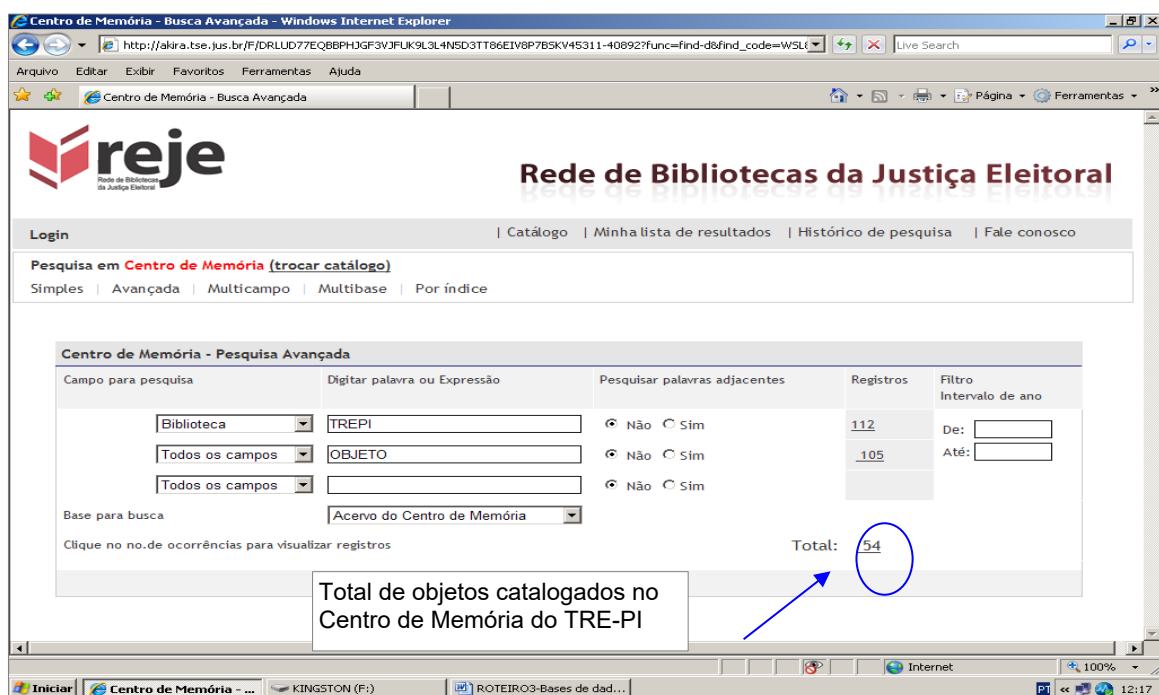 Centro de Memória - Busca Avançada - Windows Internet Explorer
http://akira.tse.jus.br/F/DRLUD77EQBBPHJGF3VJFUK9L3L4N5D3TT86EIV8P7BSKV45311-40892?func=find-d&find_code=WSL( Live Search
Arquivo Editar Exibir Favoritos Ferramentas Ajuda
Centro de Memória - Busca Avançada Página Ferramentas »
reje
Rede de Bibliotecas
da Justiça Eleitoral
Rede de Bibliotecas da Justiça Eleitoral
Login | Catálogo | Minha lista de resultados | Histórico de pesquisa | Fale conosco
Pesquisa em Centro de Memória (trocar catálogo)
Simples | Avançada | Multicampo | Multibase | Por índice
Centro de Memória - Pesquisa Avançada
Campo para pesquisa Digitar palavra ou Expressão Pesquisar palavras adjacentes Registros Filtro
Intervalo de ano
Biblioteca TREPI Não Sim 112 De:
Todos os campos OBJETO Não Sim 105 Até:
Todos os campos Não Sim
Base para busca Acervo do Centro de Memória
Clique no no.de ocorrências para visualizar registros Total: 54
Total de objetos catalogados no
Centro de Memória do TRE-PI
Internet 100%
Iniciar Centro de Memória - ... KINGSTON (F:) ROTEIRO3-Bases de dad... PT « 12:17